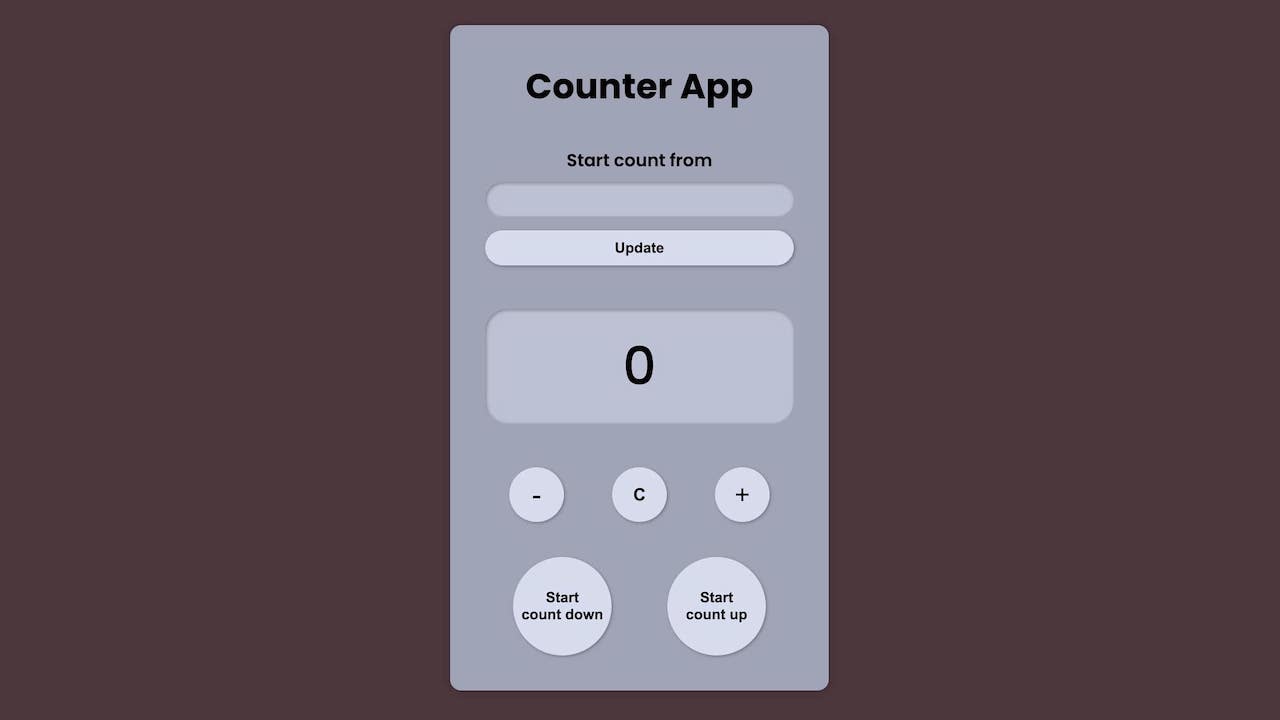 Counter App
Start count from
Update
0
- C +
Start
count down
Start
count up